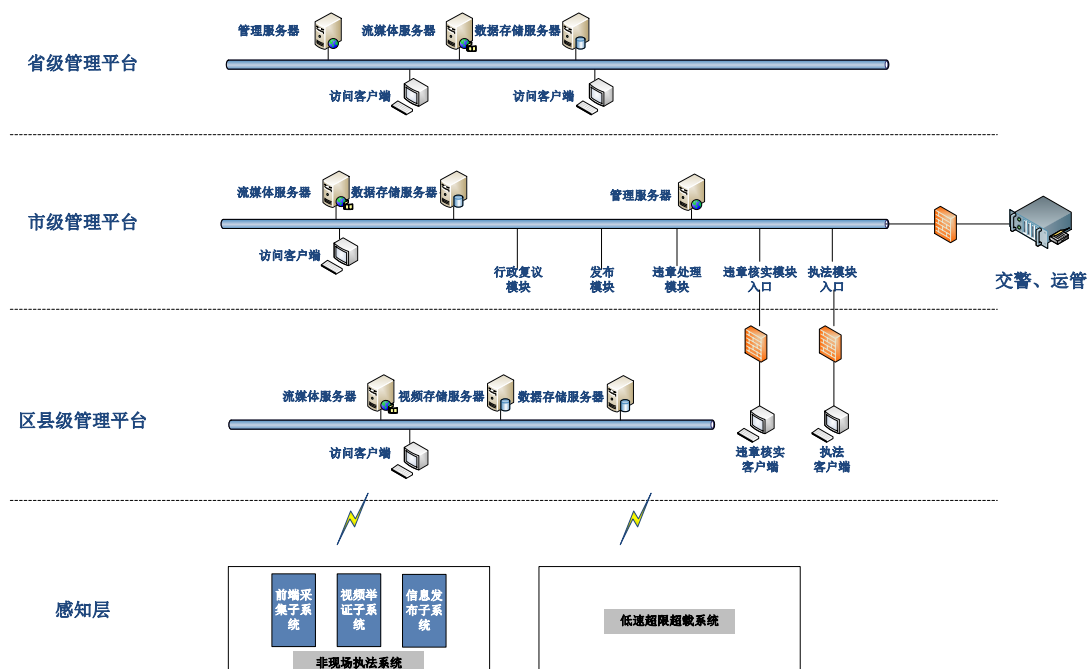 管理服务器
流媒体服务器
数据存储服务器
省级管理平台
访问客户端
访问客户端
流媒体服务器
数据存储服务器
管理服务器
市级管理平台
访问客户端
行政复议
模块
发布
模块
违章处理
模块
违章核实模块
入口
执法模块
入口
交警、运管
流媒体服务器
视频存储服务器
数据存储服务器
区县级管理平台
访问客户端
违章核实
客户端
执法
客户端
感知层
前端采
集子系
统
视频举
证子系
统
信息发
布子系
统
非现场执法系统
低速超限超载系统